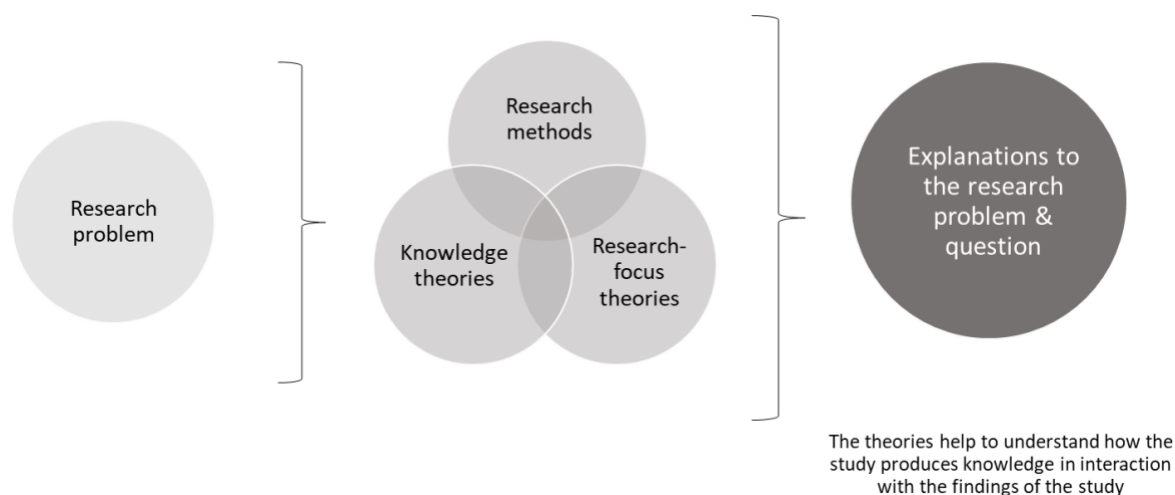 Research
problem
Research
methods
Knowledge
theories
Research-
focus
theories
Explanations to
the research
problem &
question
The theories help to understand how the
study produces knowledge in interaction
with the findings of the study